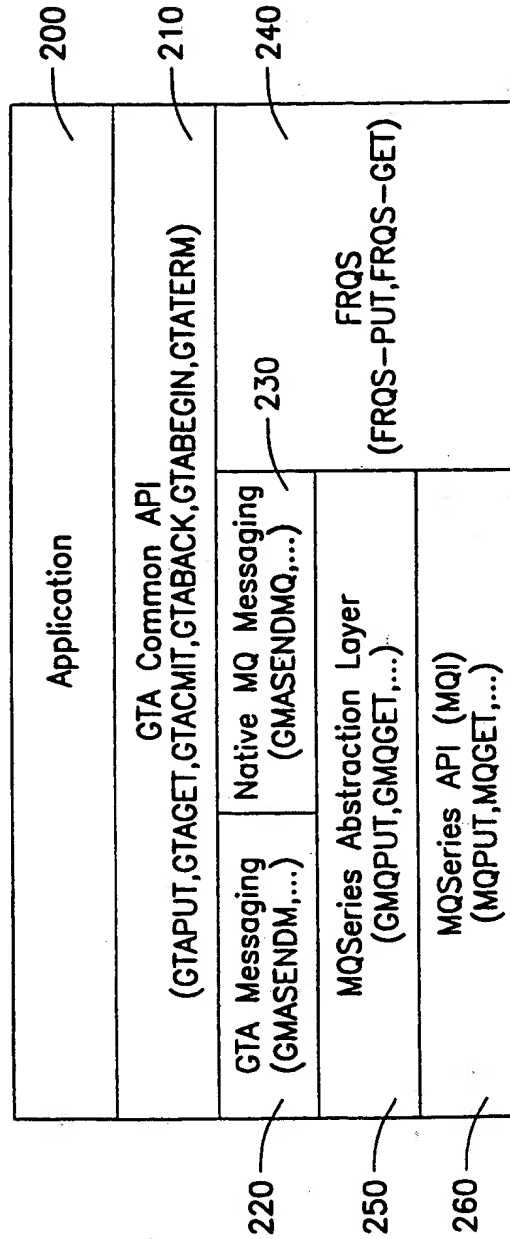 Application
200
GTA Common API
(GTAPUT,GTAGET,GTACMIT,GTABACK,GTABEGIN,GTATERM)
210
GTA Messaging
(GMASENDM,...)
220
Native MQ Messaging
(GMASENDMQ,...)
230
FRQS
(FRQS-PUT,FRQS-GET)
240
MQSeries Abstraction Layer
(GMQPUT,GMQGET,...)
250
MQSeries API (MQI)
(MQPUT,MQGET,...)
260